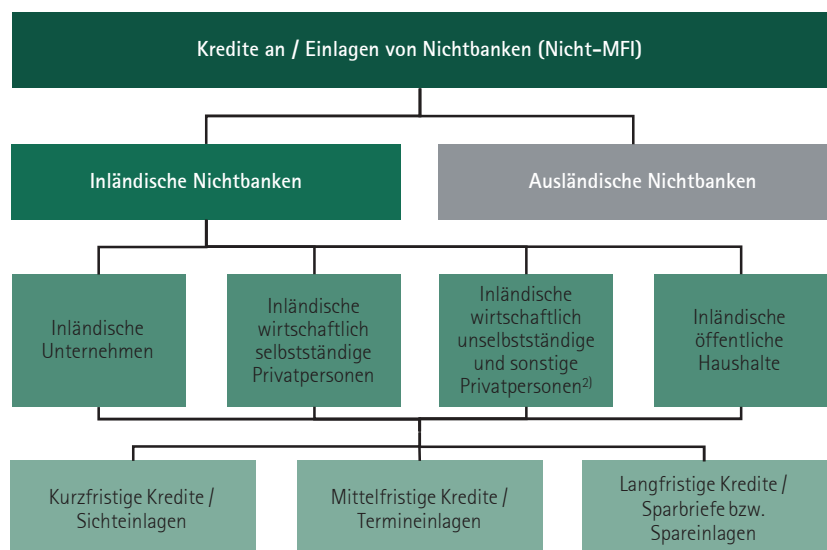 Kredite an / Einlagen von Nichtbanken (Nicht-MFI)
Inländische Nichtbanken
Ausländische Nichtbanken
Inländische
Unternehmen
Inländische
wirtschaftlich
selbstständige
Privatpersonen
Inländische
wirtschaftlich
unselbstständige
und sonstige
Privatpersonen²⁾
Inländische
öffentliche
Haushalte
Kurzfristige Kredite /
Sichteinlagen
Mittelfristige Kredite /
Termineinlagen
Langfristige Kredite /
Sparbriefe bzw.
Spareinlagen